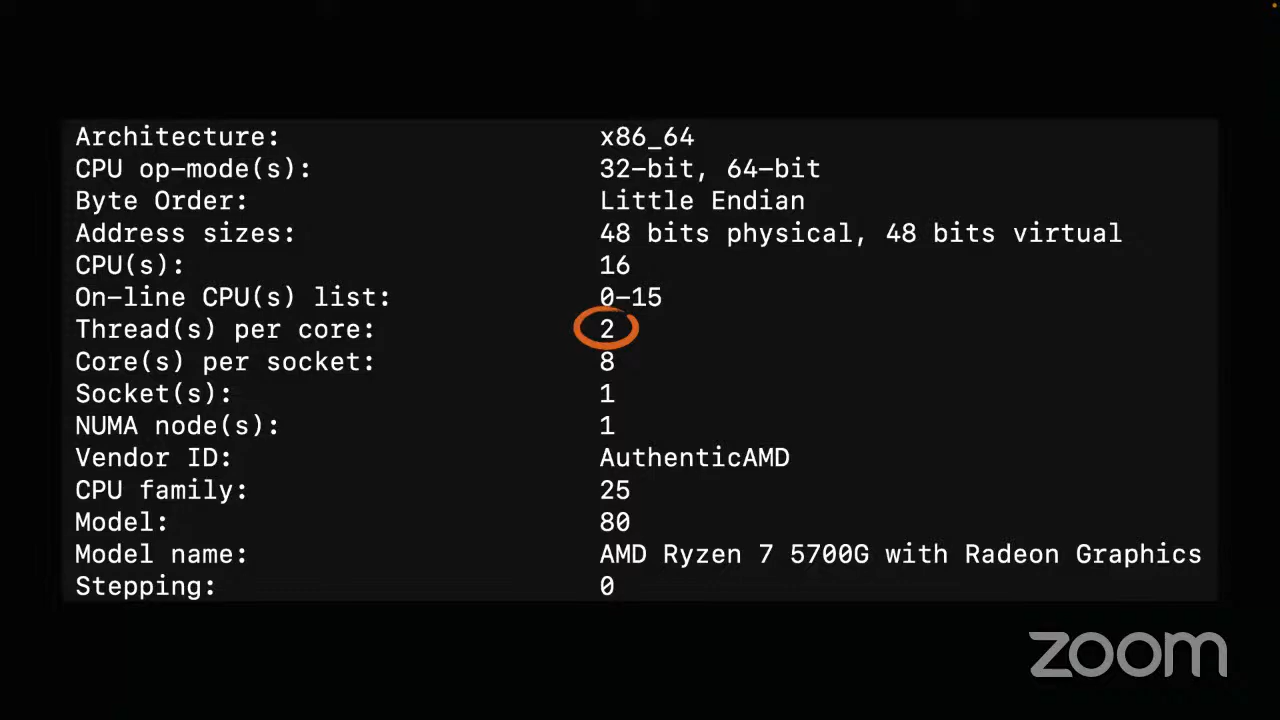 Architecture: x86_64
CPU op-mode(s): 32-bit, 64-bit
Byte Order: Little Endian
Address sizes: 48 bits physical, 48 bits virtual
CPU(s): 16
On-line CPU(s) list: 0-15
Thread(s) per core: 2
Core(s) per socket: 8
Socket(s): 1
NUMA node(s): 1
Vendor ID: AuthenticAMD
CPU family: 25
Model: 80
Model name: AMD Ryzen 7 5700G with Radeon Graphics
Stepping: 0
zoom